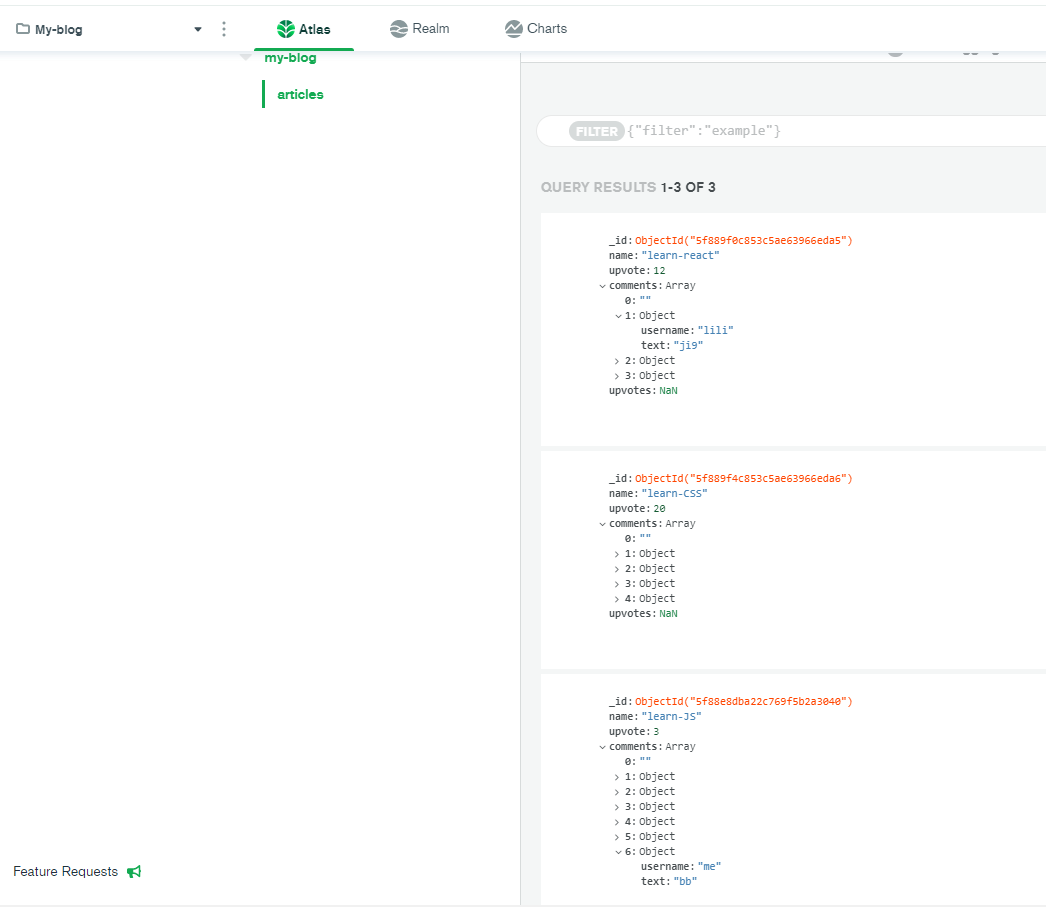 My-blog
Atlas
Realm
Charts
my-blog
articles
FILTER {"filter":"example"}
QUERY RESULTS 1-3 OF 3
_id: ObjectId("5f889f0c853c5ae63966eda5")
name: "learn-react"
upvote: 12
comments: Array
0: ""
1: Object
username: "lili"
text: "ji9"
2: Object
3: Object
upvotes: NaN
_id: ObjectId("5f889f4c853c5ae63966eda6")
name: "learn-CSS"
upvote: 20
comments: Array
0: ""
1: Object
2: Object
3: Object
4: Object
upvotes: NaN
_id: ObjectId("5f88e8dba22c769f5b2a3040")
name: "learn-JS"
upvote: 3
comments: Array
0: ""
1: Object
2: Object
3: Object
4: Object
5: Object
6: Object
username: "me"
text: "bb"
Feature Requests